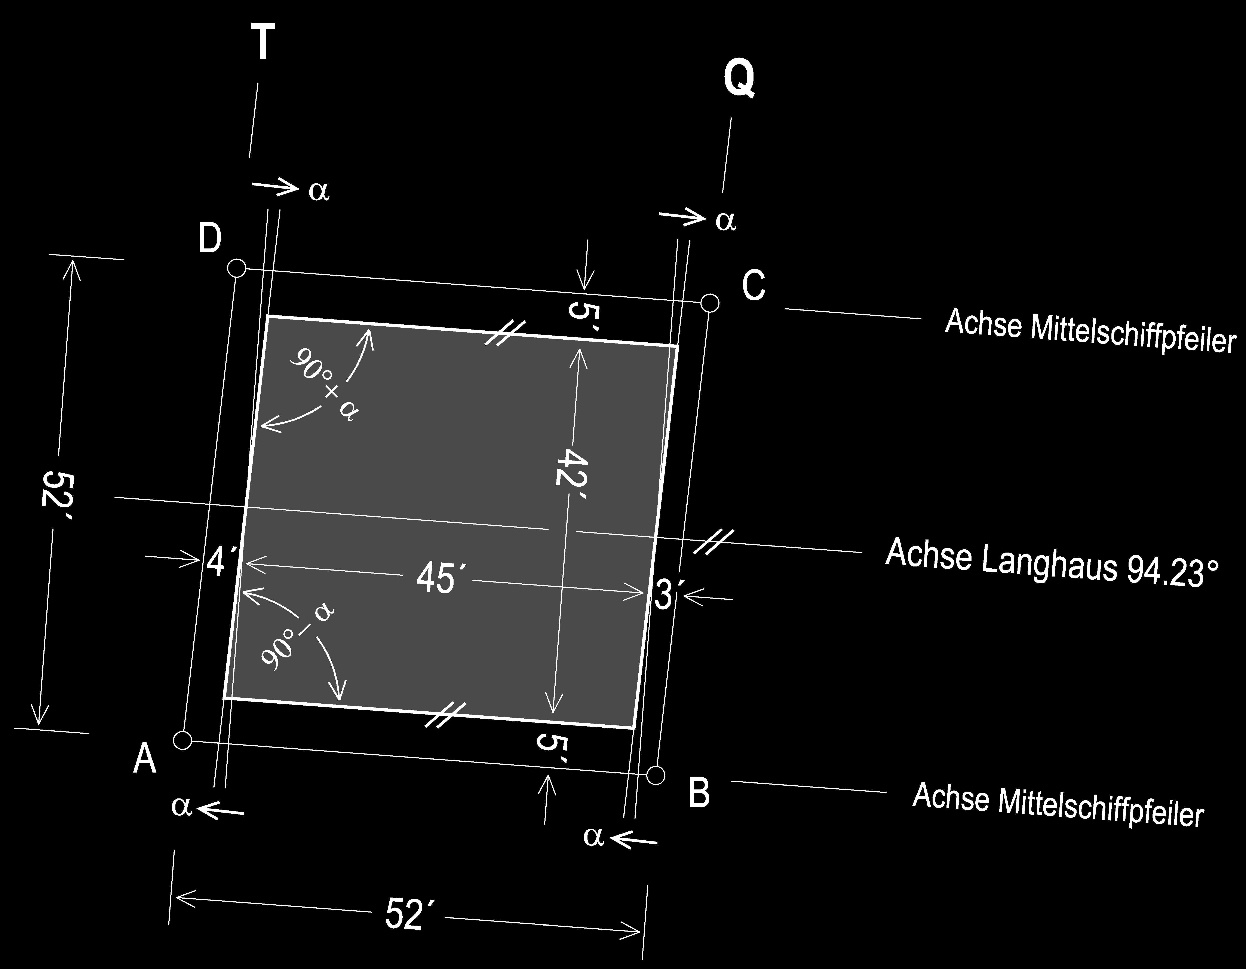 T
Q
α
α
D
C
5´
Achse Mittelschiffpfeiler
90°+ α
42´
52´
4´
45´
3´
Achse Langhaus 94.23°
90°– α
5´
A
B
Achse Mittelschiffpfeiler
α
α
52´